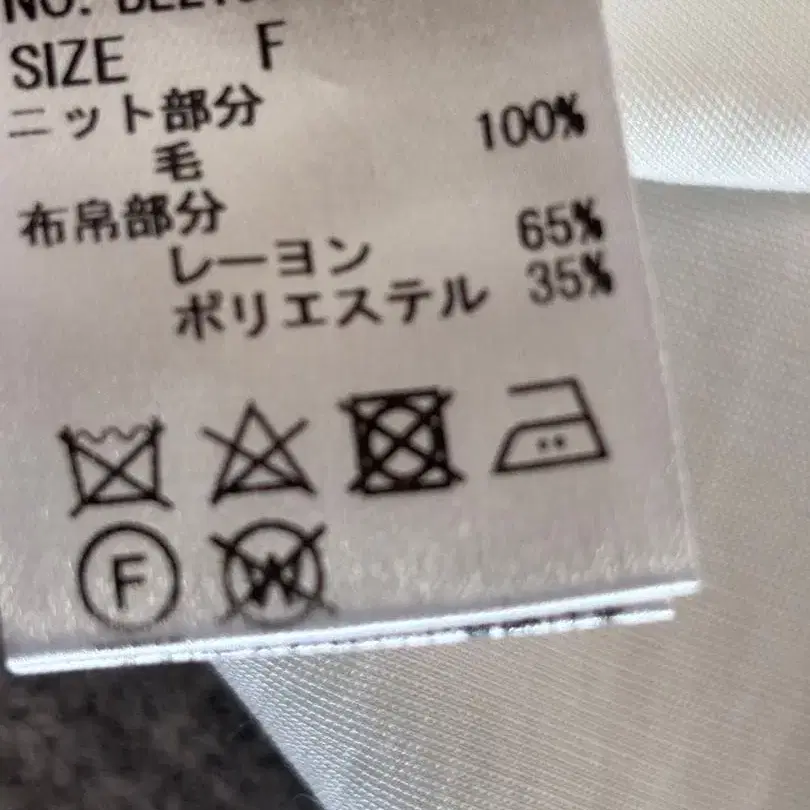 SIZE F
ニット部分
毛 100%
布帛部分
レーヨン 65%
ポリエステル 35%
F W